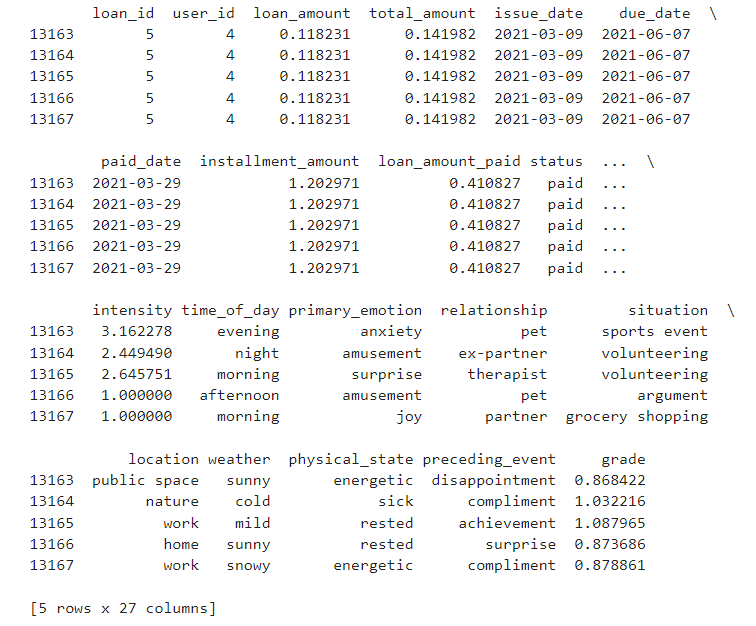 loan_id user_id loan_amount total_amount issue_date due_date \
13163 5 4 0.118231 0.141982 2021-03-09 2021-06-07
13164 5 4 0.118231 0.141982 2021-03-09 2021-06-07
13165 5 4 0.118231 0.141982 2021-03-09 2021-06-07
13166 5 4 0.118231 0.141982 2021-03-09 2021-06-07
13167 5 4 0.118231 0.141982 2021-03-09 2021-06-07
paid_date installment_amount loan_amount_paid status ... \
13163 2021-03-29 1.202971 0.410827 paid ...
13164 2021-03-29 1.202971 0.410827 paid ...
13165 2021-03-29 1.202971 0.410827 paid ...
13166 2021-03-29 1.202971 0.410827 paid ...
13167 2021-03-29 1.202971 0.410827 paid ...
intensity time_of_day primary_emotion relationship situation \
13163 3.162278 evening anxiety pet sports event
13164 2.449490 night amusement ex-partner volunteering
13165 2.645751 morning surprise therapist volunteering
13166 1.000000 afternoon amusement pet argument
13167 1.000000 morning joy partner grocery shopping
location weather physical_state preceding_event grade
13163 public space sunny energetic disappointment 0.868422
13164 nature cold sick compliment 1.032216
13165 work mild rested achievement 1.087965
13166 home sunny rested surprise 0.873686
13167 work snowy energetic compliment 0.878861
[5 rows x 27 columns]